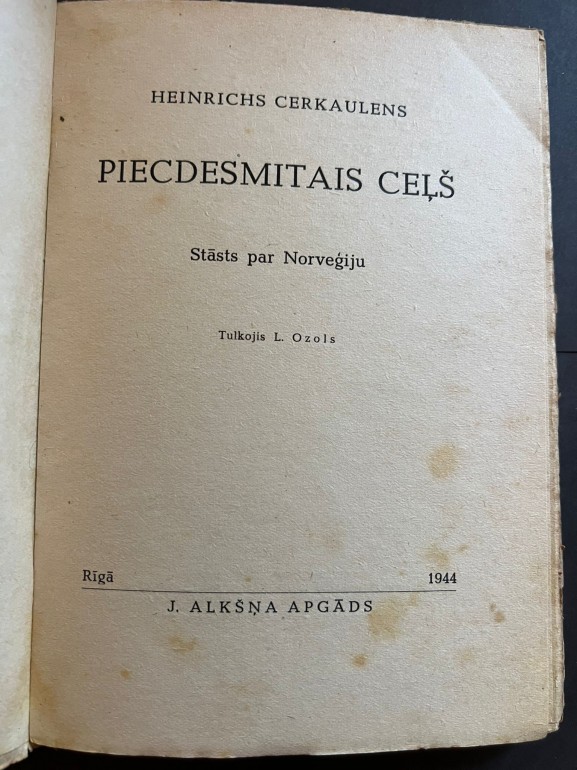 HEINRICHS CERKAULENS
PIECDESMITAIS CEĻŠ
Stāsts par Norveģiju
Tulkojis L. Ozols
Rīgā 1944
J. ALKŠŅA APGĀDS